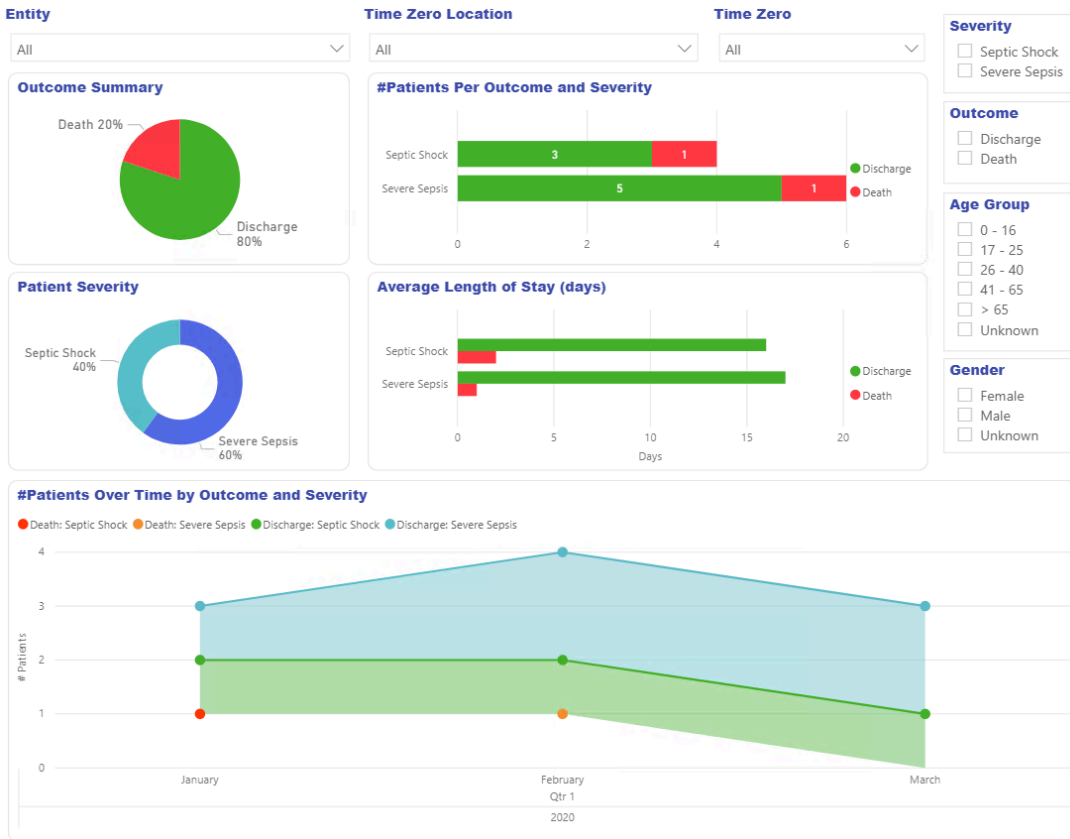 Entity
Time Zero Location
Time Zero
All
All
All
Severity
Septic Shock
Severe Sepsis
Outcome
Discharge
Death
Age Group
0 - 16
17 - 25
26 - 40
41 - 65
> 65
Unknown
Gender
Female
Male
Unknown
Outcome Summary
Death 20%
Discharge
80%
#Patients Per Outcome and Severity
Septic Shock
3
1
Severe Sepsis
5
1
Discharge
Death
0
2
4
6
Patient Severity
Septic Shock
40%
Severe Sepsis
60%
Average Length of Stay (days)
Septic Shock
Severe Sepsis
Discharge
Death
0
5
10
15
20
Days
#Patients Over Time by Outcome and Severity
Death: Septic Shock
Death: Severe Sepsis
Discharge: Septic Shock
Discharge: Severe Sepsis
# Patients
4
3
2
1
0
January
February
March
Qtr 1
2020